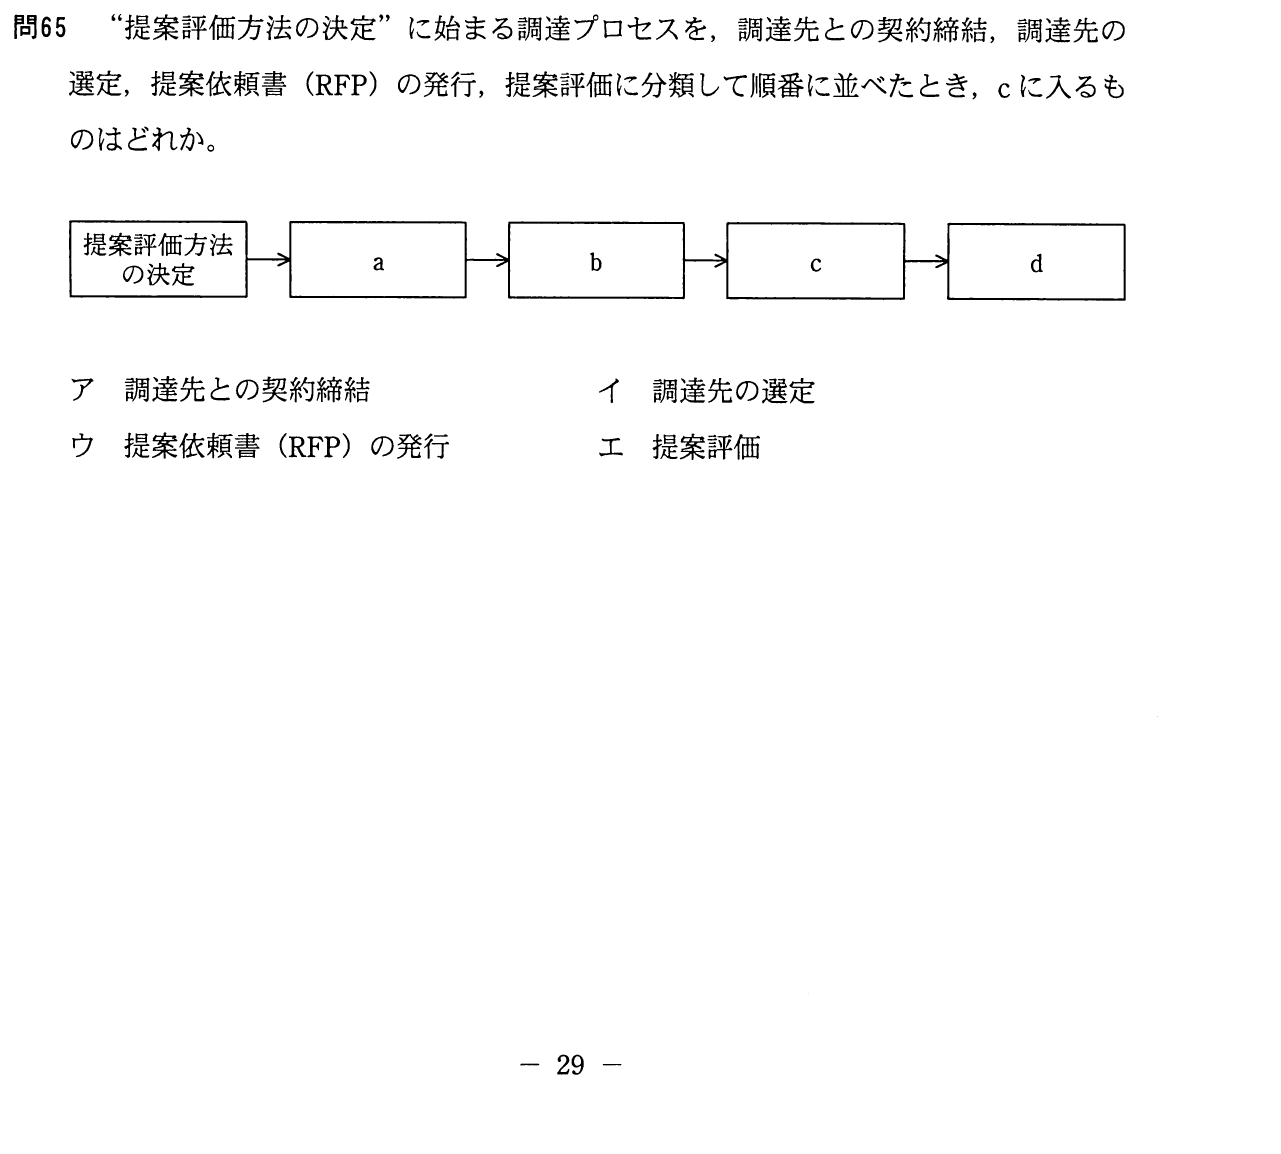 問65 “提案評価方法の決定”に始まる調達プロセスを，調達先との契約締結，調達先の
選定，提案依頼書（RFP）の発行，提案評価に分類して順番に並べたとき，cに入るも
のはどれか。
提案評価方法
の決定
a
b
c
d
ア 調達先との契約締結
イ 調達先の選定
ウ 提案依頼書（RFP）の発行
エ 提案評価
－ 29 －